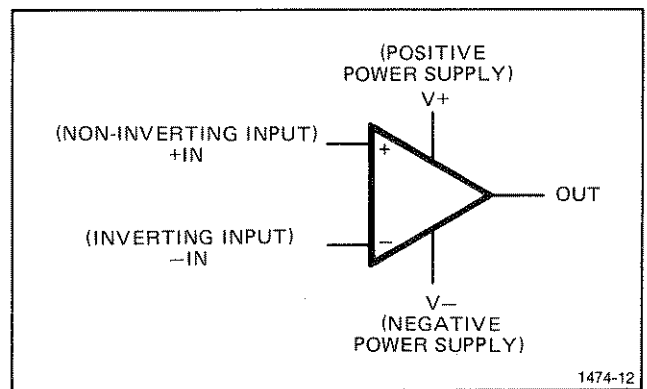 (POSITIVE
POWER SUPPLY)
V+
(NON-INVERTING INPUT)
+IN
+
OUT
(INVERTING INPUT)
−IN
−
V−
(NEGATIVE
POWER SUPPLY)
1474-12